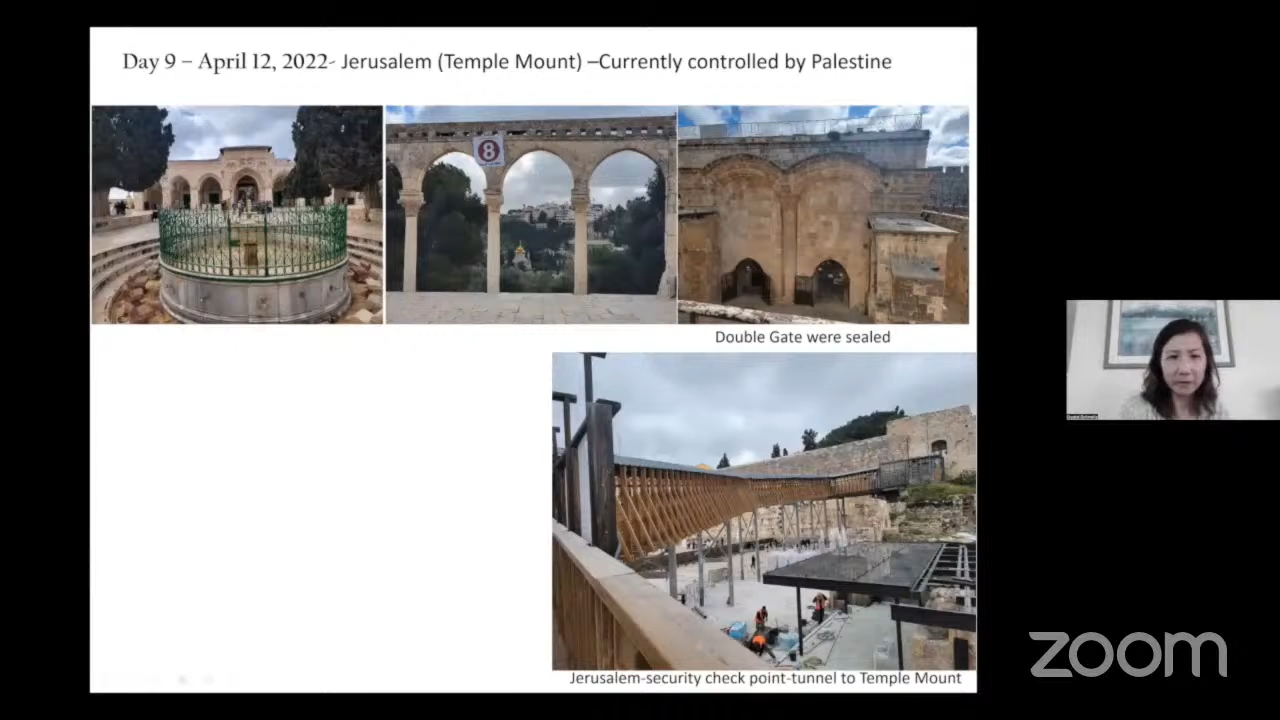 Day 9 – April 12, 2022- Jerusalem (Temple Mount) –Currently controlled by Palestine
8
Double Gate were sealed
Jerusalem-security check point-tunnel to Temple Mount
zoom